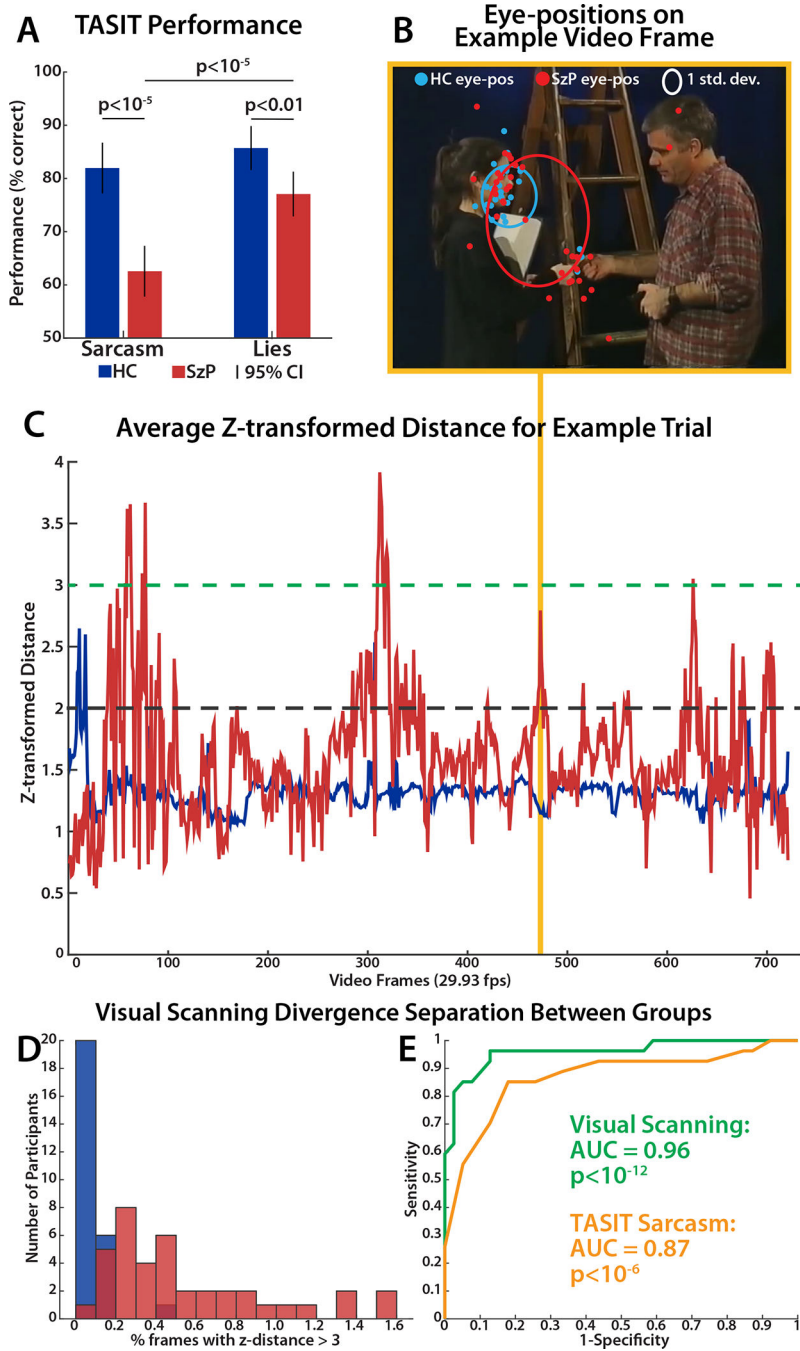 A
TASIT Performance
p<10-5
p<10-5
p<0.01
Performance (% correct)
100
90
80
70
60
50
Sarcasm
Lies
HC
SzP
| 95% CI
B
Eye-positions on
Example Video Frame
HC eye-pos
SzP eye-pos
1 std. dev.
C
Average Z-transformed Distance for Example Trial
Z-transformed Distance
4
3.5
3
2.5
2
1.5
1
0.5
0
0 100 200 300 400 500 600 700
Video Frames (29.93 fps)
Visual Scanning Divergence Separation Between Groups
D
Number of Participants
20
18
16
14
12
10
8
6
4
2
0
0 0.2 0.4 0.6 0.8 1.0 1.2 1.4 1.6
% frames with z-distance > 3
E
Sensitivity
1
0.9
0.8
0.7
0.6
0.5
0.4
0.3
0.2
0.1
0
Visual Scanning:
AUC = 0.96
p<10-12
TASIT Sarcasm:
AUC = 0.87
p<10-6
0 0.1 0.2 0.3 0.4 0.5 0.6 0.7 0.8 0.9 1
1-Specificity